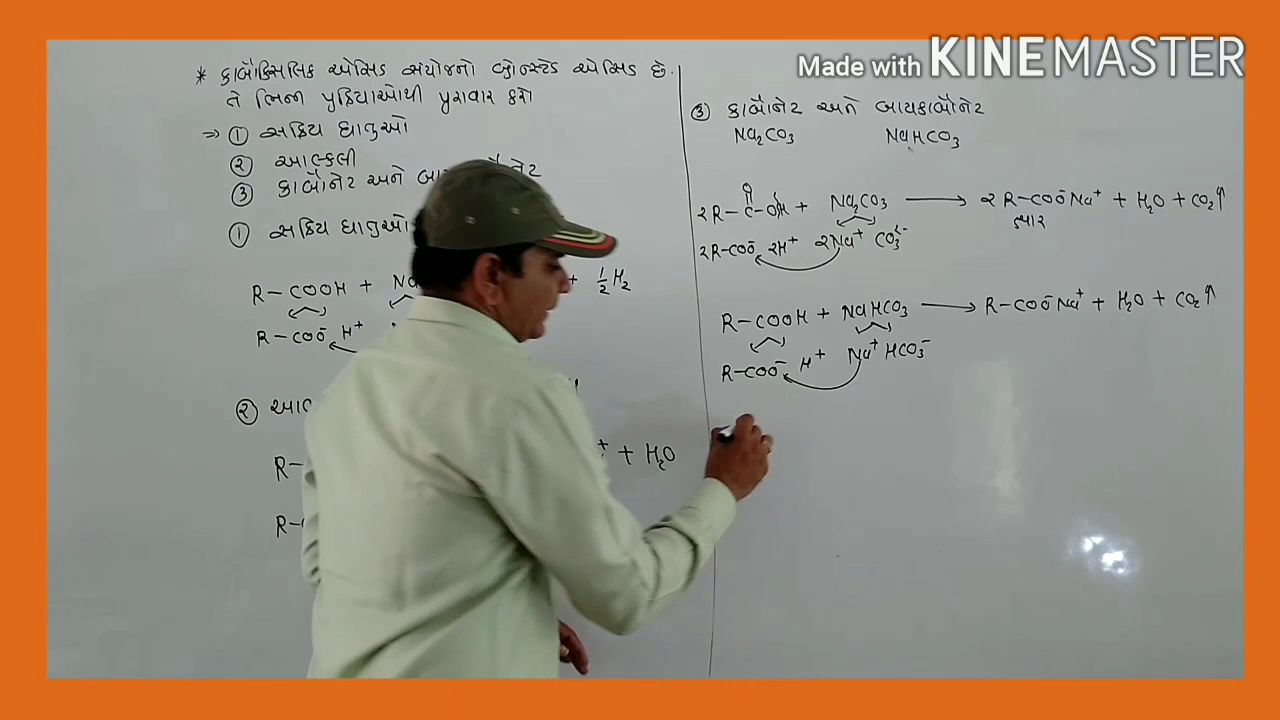 Made with KINEMASTER
* કાર્બોક્સિલિક એસિડ સંયોજનો બ્રોન્સ્ટેડ એસિડ છે.
તે ભિન્ન પ્રક્રિયાઓથી પુરવાર કરો
⇒ ① સક્રિય ધાતુઓ
② આલ્કલી
③ કાર્બોનેટ અને
① સક્રિય ધાતુઓ
R-COOH + Na + ½H₂
R-COO⁻ H⁺
②
+ H₂O
③ કાર્બોનેટ અને બાયકાર્બોનેટ
Na₂CO₃ NaHCO₃
2R-C-OH + Na₂CO₃ → 2R-COO⁻Na⁺ + H₂O + CO₂↑
O
ક્ષાર
2R-COO⁻ 2H⁺ 2Na⁺ CO₃²⁻
R-COOH + NaHCO₃ → R-COO⁻Na⁺ + H₂O + CO₂↑
R-COO⁻ H⁺ Na⁺ HCO₃⁻